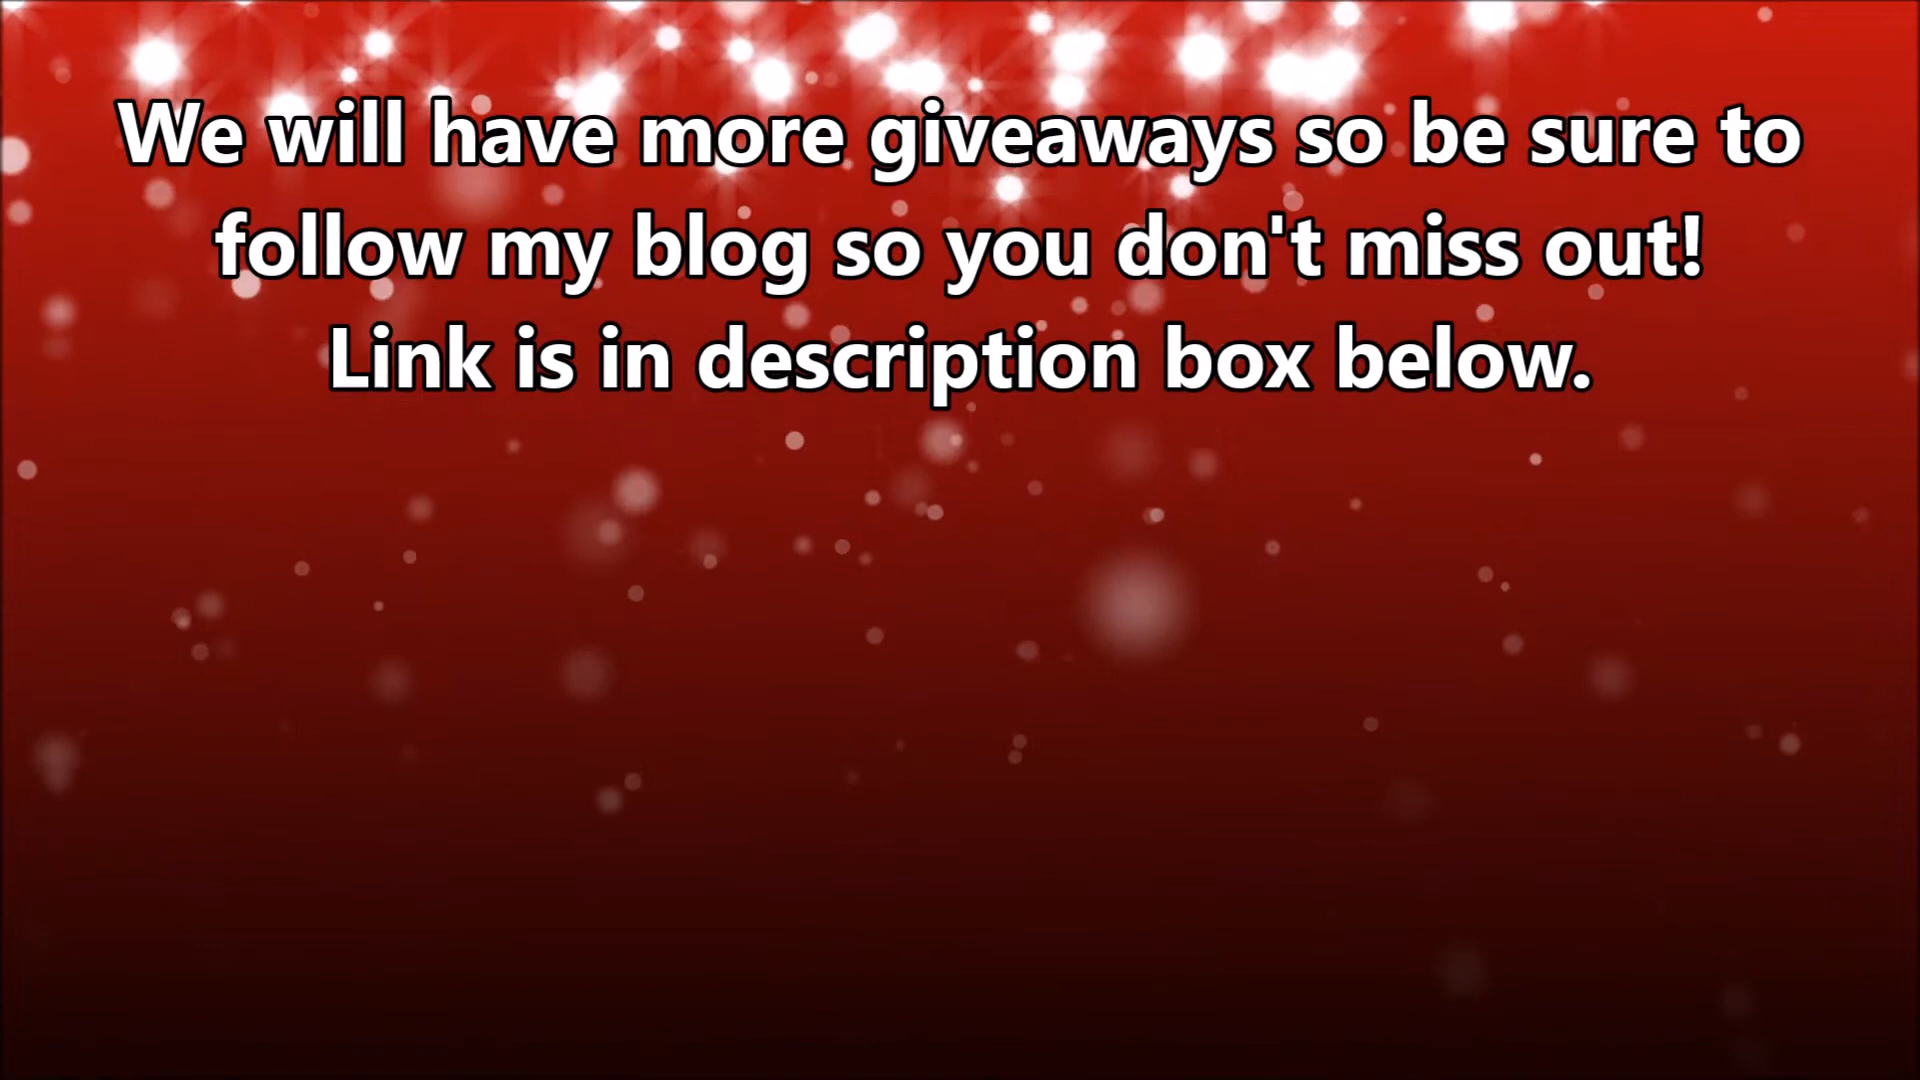 We will have more giveaways so be sure to
follow my blog so you don't miss out!
Link is in description box below.